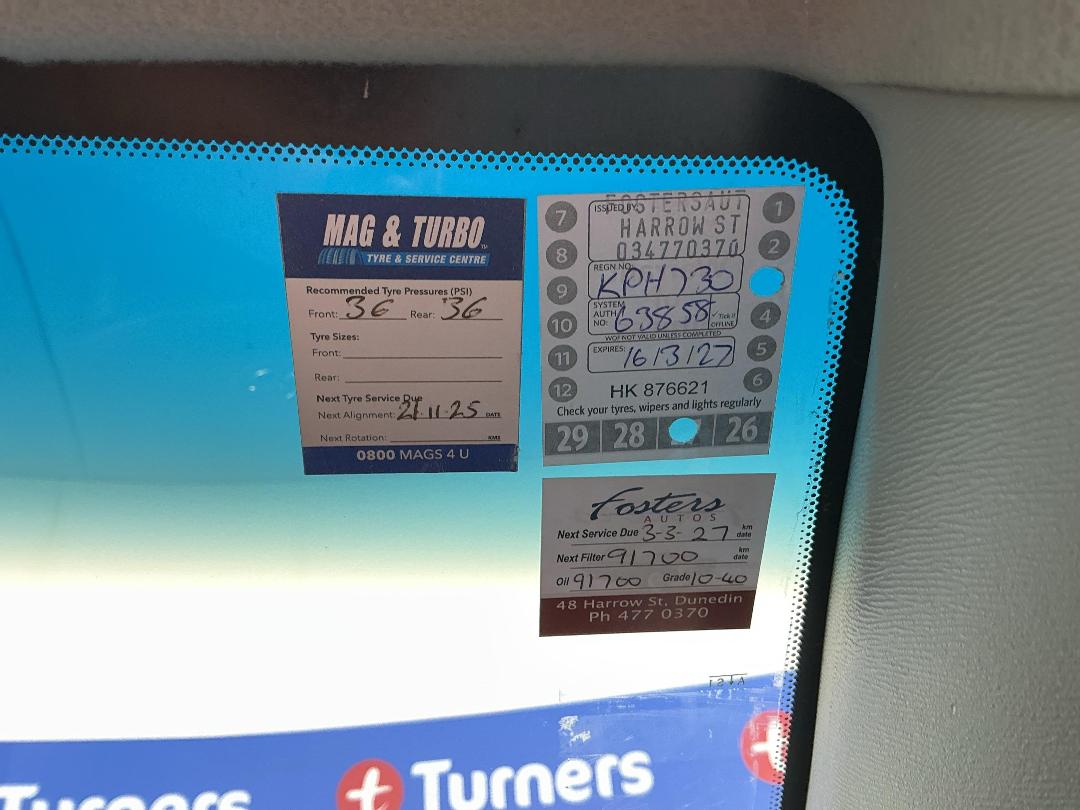 MAG & TURBO
TYRE & SERVICE CENTRE
Recommended Tyre Pressures (PSI)
Front: 36 Rear: 36
Tyre Sizes:
Front:
Rear:
Next Tyre Service Due
Next Alignment: 21-11-25 DATE
Next Rotation: KMS
0800 MAGS 4 U
7
8
9
10
11
12
ISSUED BY:
FOSTERSAUT
HARROW ST
034770370
REGN NO:
KPH730
SYSTEM
AUTH
NO: 63858
✓ Tick if
OFFLINE
WOF NOT VALID UNLESS COMPLETED
EXPIRES: 16/3/27
1
2
4
5
6
HK 876621
Check your tyres, wipers and lights regularly
29 28 26
Fosters
AUTOS
Next Service Due 3-3-27 km
date
Next Filter 91700 km
date
Oil 91700 Grade 10-40
48 Harrow St, Dunedin
Ph 477 0370
Turners
Turners